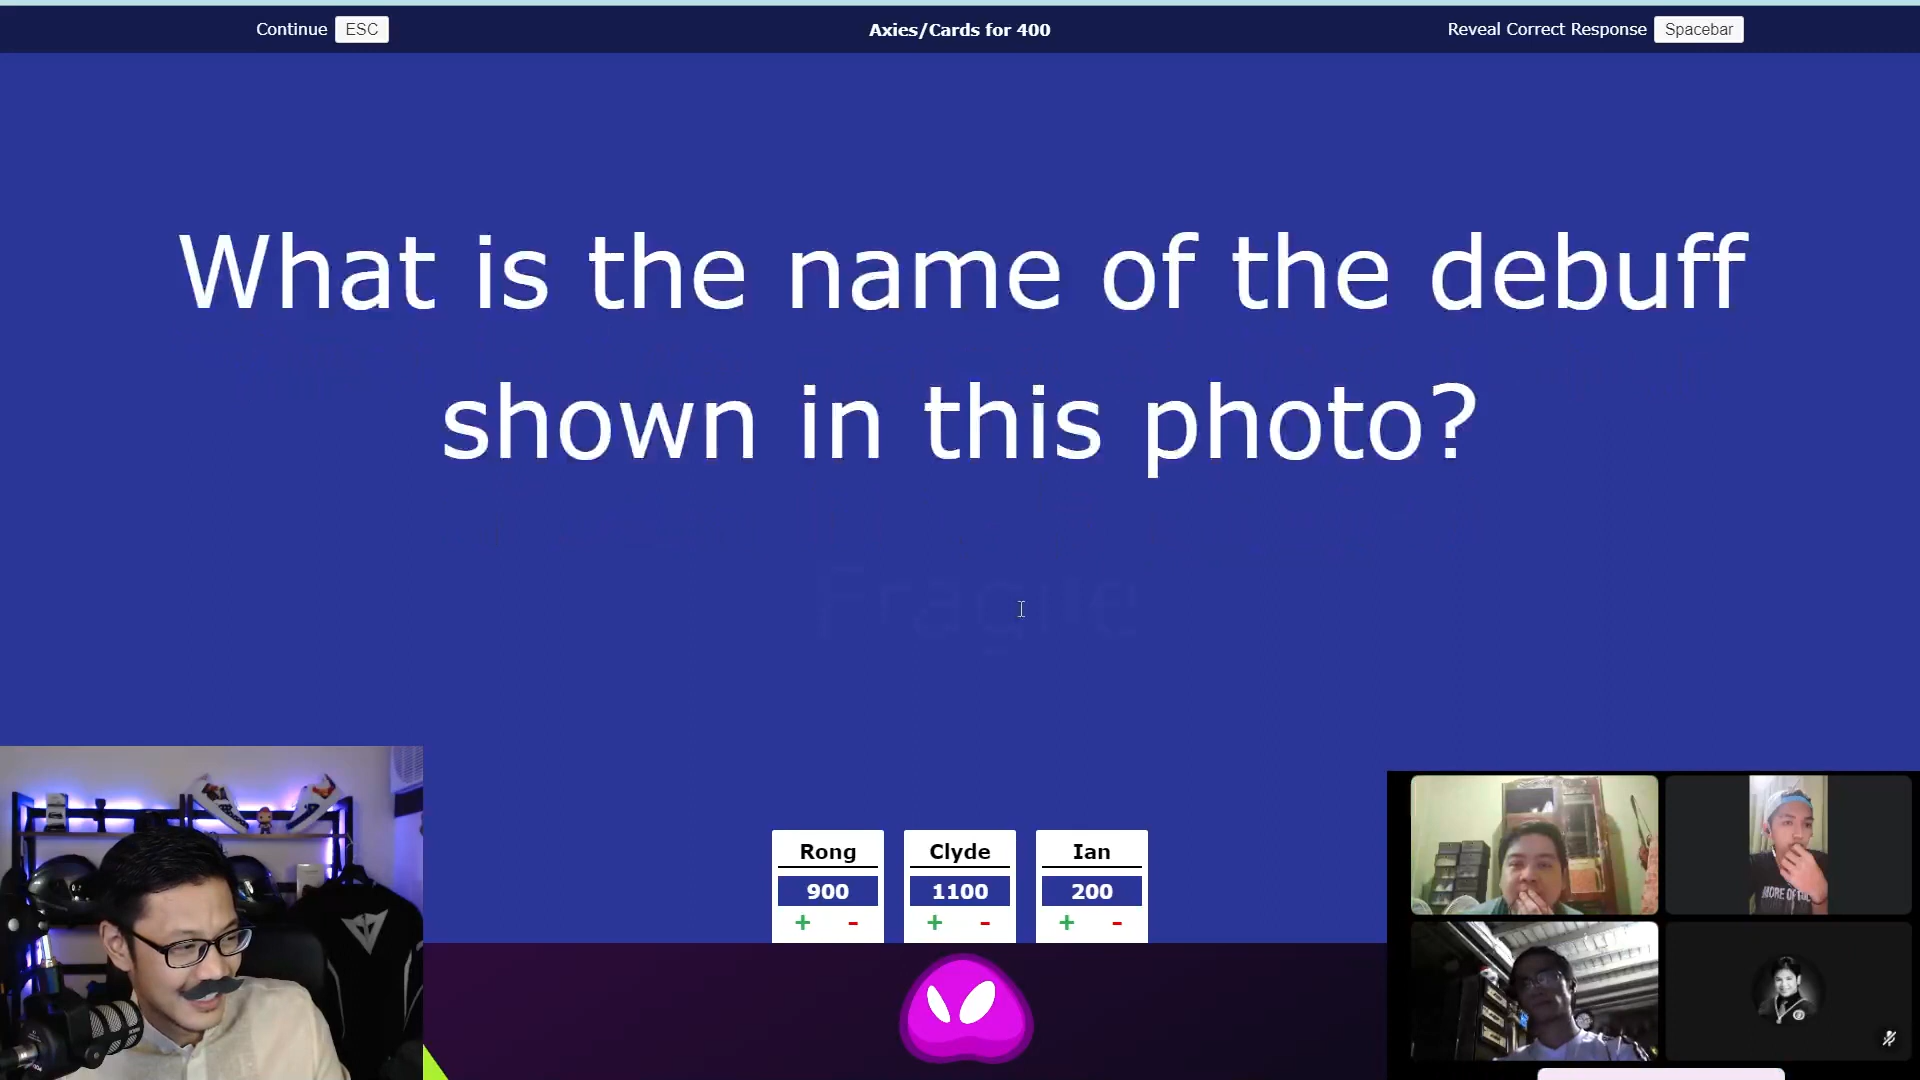 Continue ESC
Axies/Cards for 400
Reveal Correct Response Spacebar
What is the name of the debuff
shown in this photo?
Rong Clyde Ian
900 1100 200
+ - + - + -